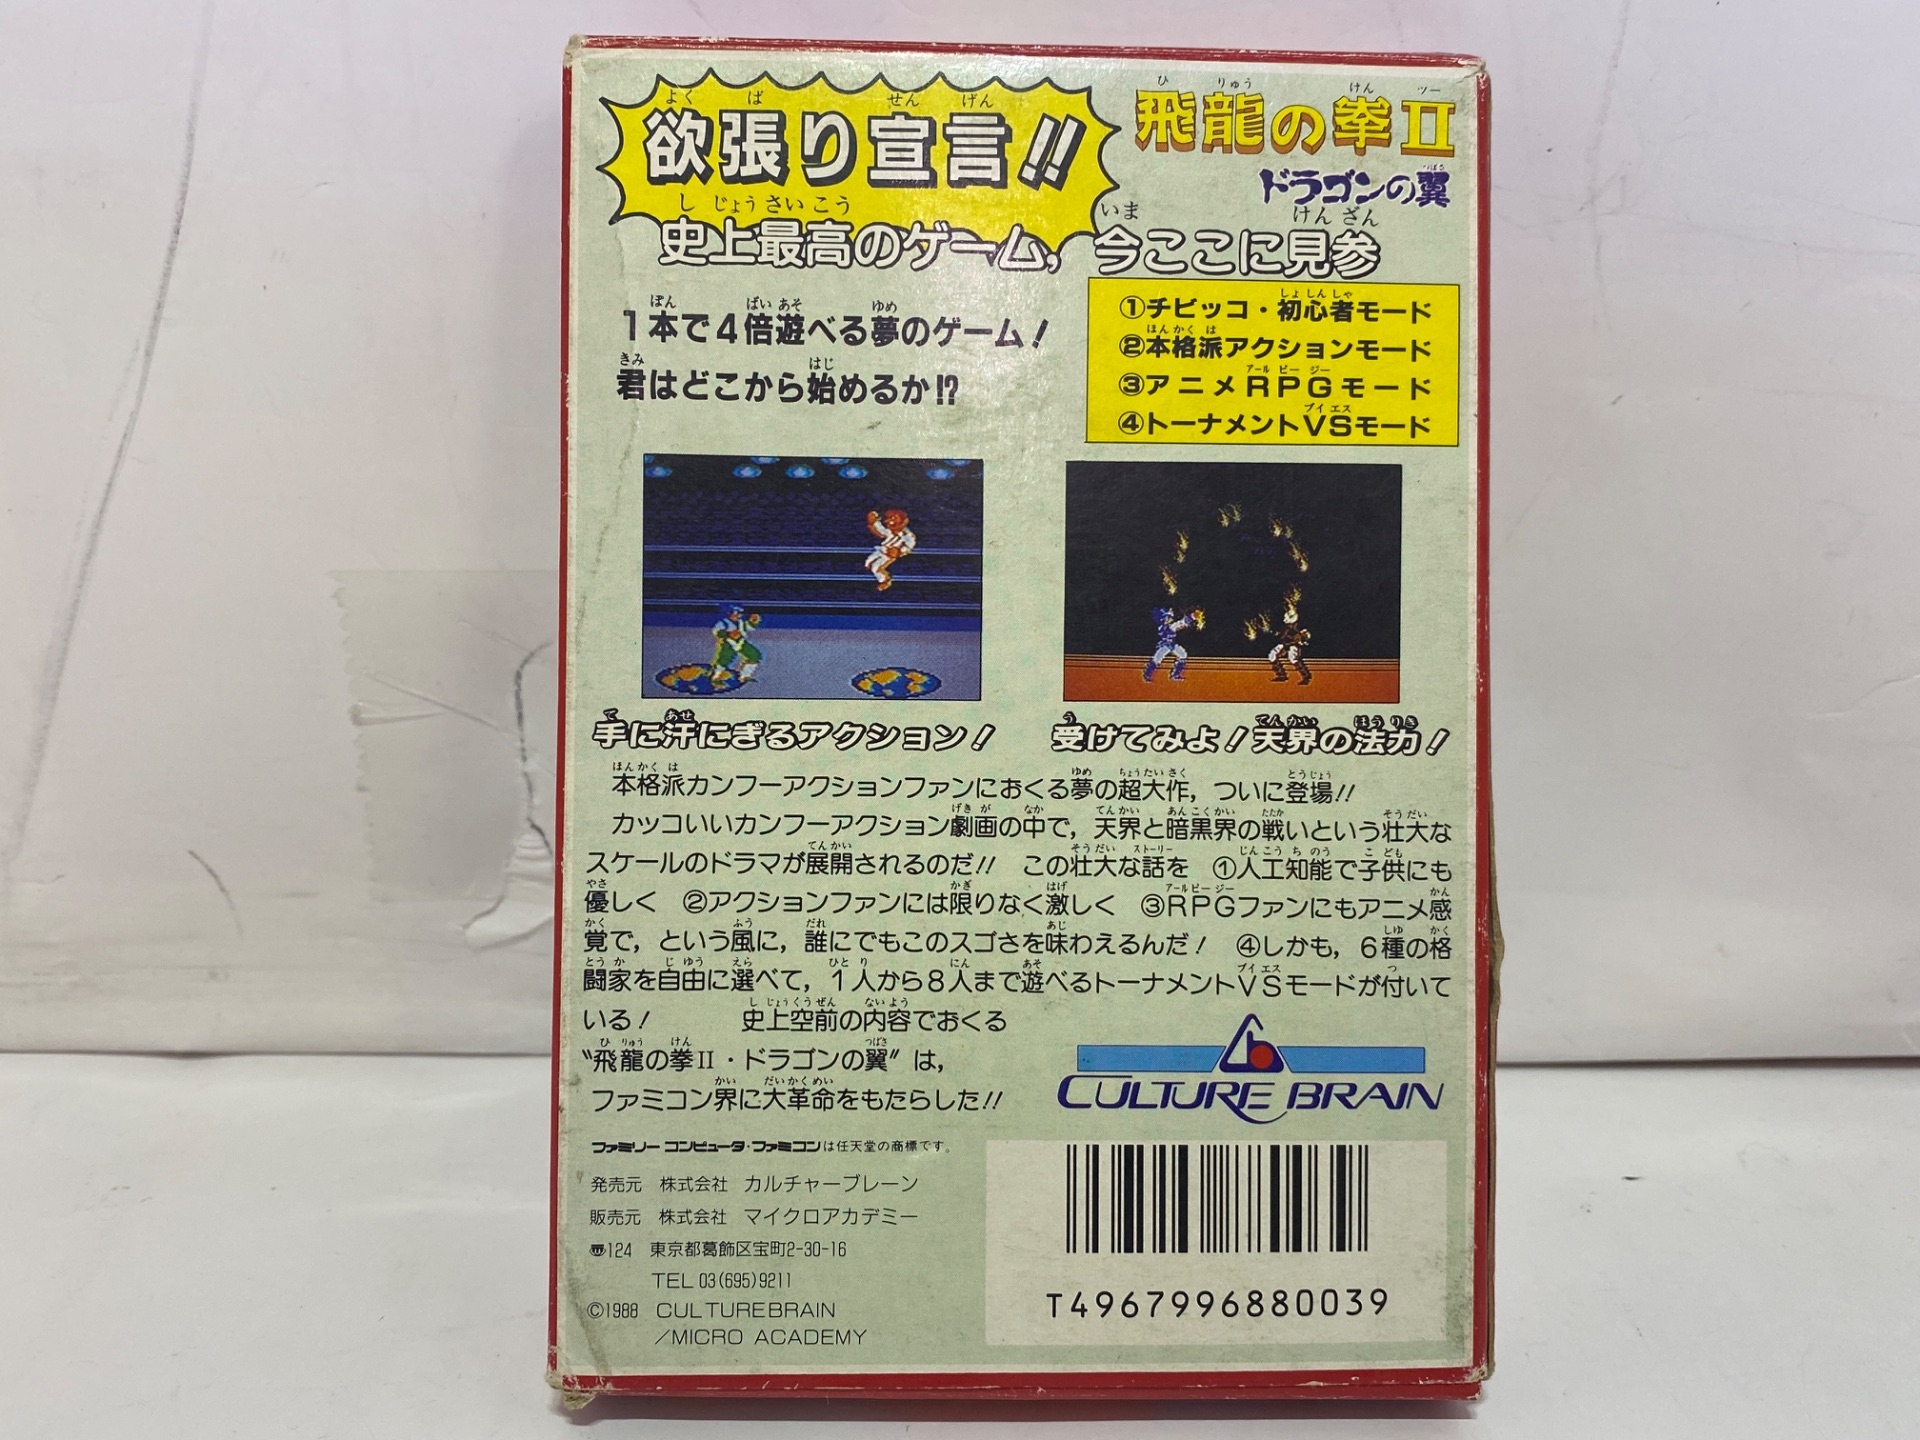 欲張り宣言!!
飛龍の拳II
ドラゴンの翼
史上最高のゲーム,今ここに見参
1本で4倍遊べる夢のゲーム!
君はどこから始めるか!?
①チビッコ・初心者モード
②本格派アクションモード
③アニメRPGモード
④トーナメントVSモード
手に汗にぎるアクション!
受けてみよ!天界の法力!
本格派カンフーアクションファンにおくる夢の超大作,ついに登場!!
カッコいいカンフーアクション劇画の中で,天界と暗黒界の戦いという壮大な
スケールのドラマが展開されるのだ!! この壮大な話を ①人工知能で子供にも
優しく ②アクションファンには限りなく激しく ③RPGファンにもアニメ感
覚で,という風に,誰にでもこのスゴさを味わえるんだ! ④しかも,6種の格
闘家を自由に選べて,1人から8人まで遊べるトーナメントVSモードが付いて
いる! 史上空前の内容でおくる
"飛龍の拳II・ドラゴンの翼"は,
ファミコン界に大革命をもたらした!!
CULTURE BRAIN
ファミリーコンピュータ・ファミコンは任天堂の商標です。
発売元 株式会社 カルチャーブレーン
販売元 株式会社 マイクロアカデミー
〠124 東京都葛飾区宝町2-30-16
TEL 03(695)9211
©1988 CULTUREBRAIN
/MICRO ACADEMY
T4967996880039